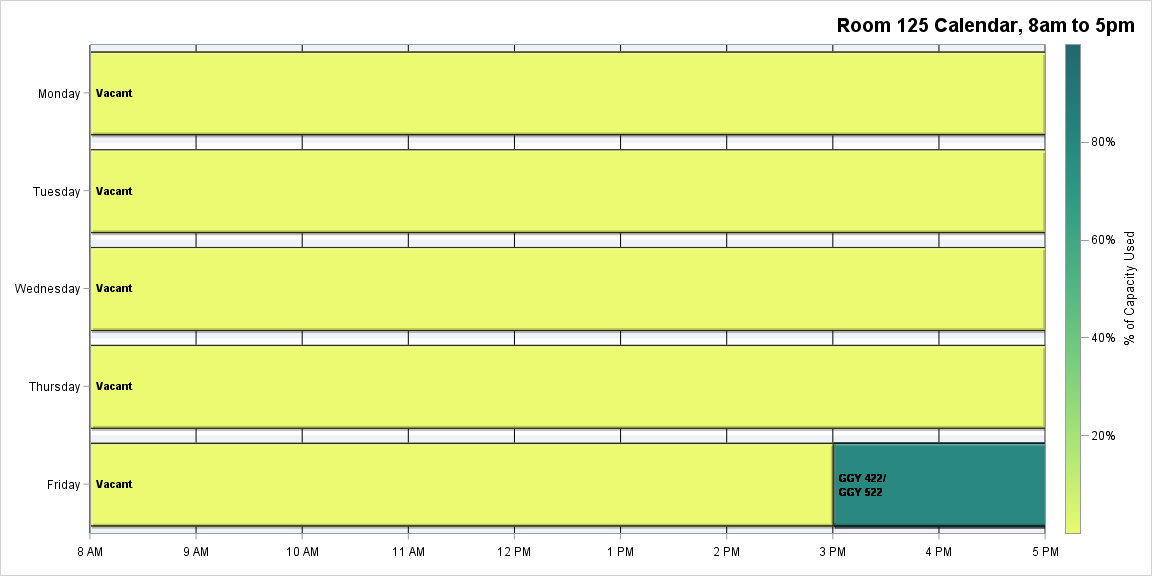 Room 125 Calendar, 8am to 5pm
Monday
Vacant
Tuesday
Vacant
Wednesday
Vacant
Thursday
Vacant
Friday
Vacant
GGY 422/
GGY 522
8 AM
9 AM
10 AM
11 AM
12 PM
1 PM
2 PM
3 PM
4 PM
5 PM
80%
60%
40%
20%
% of Capacity Used